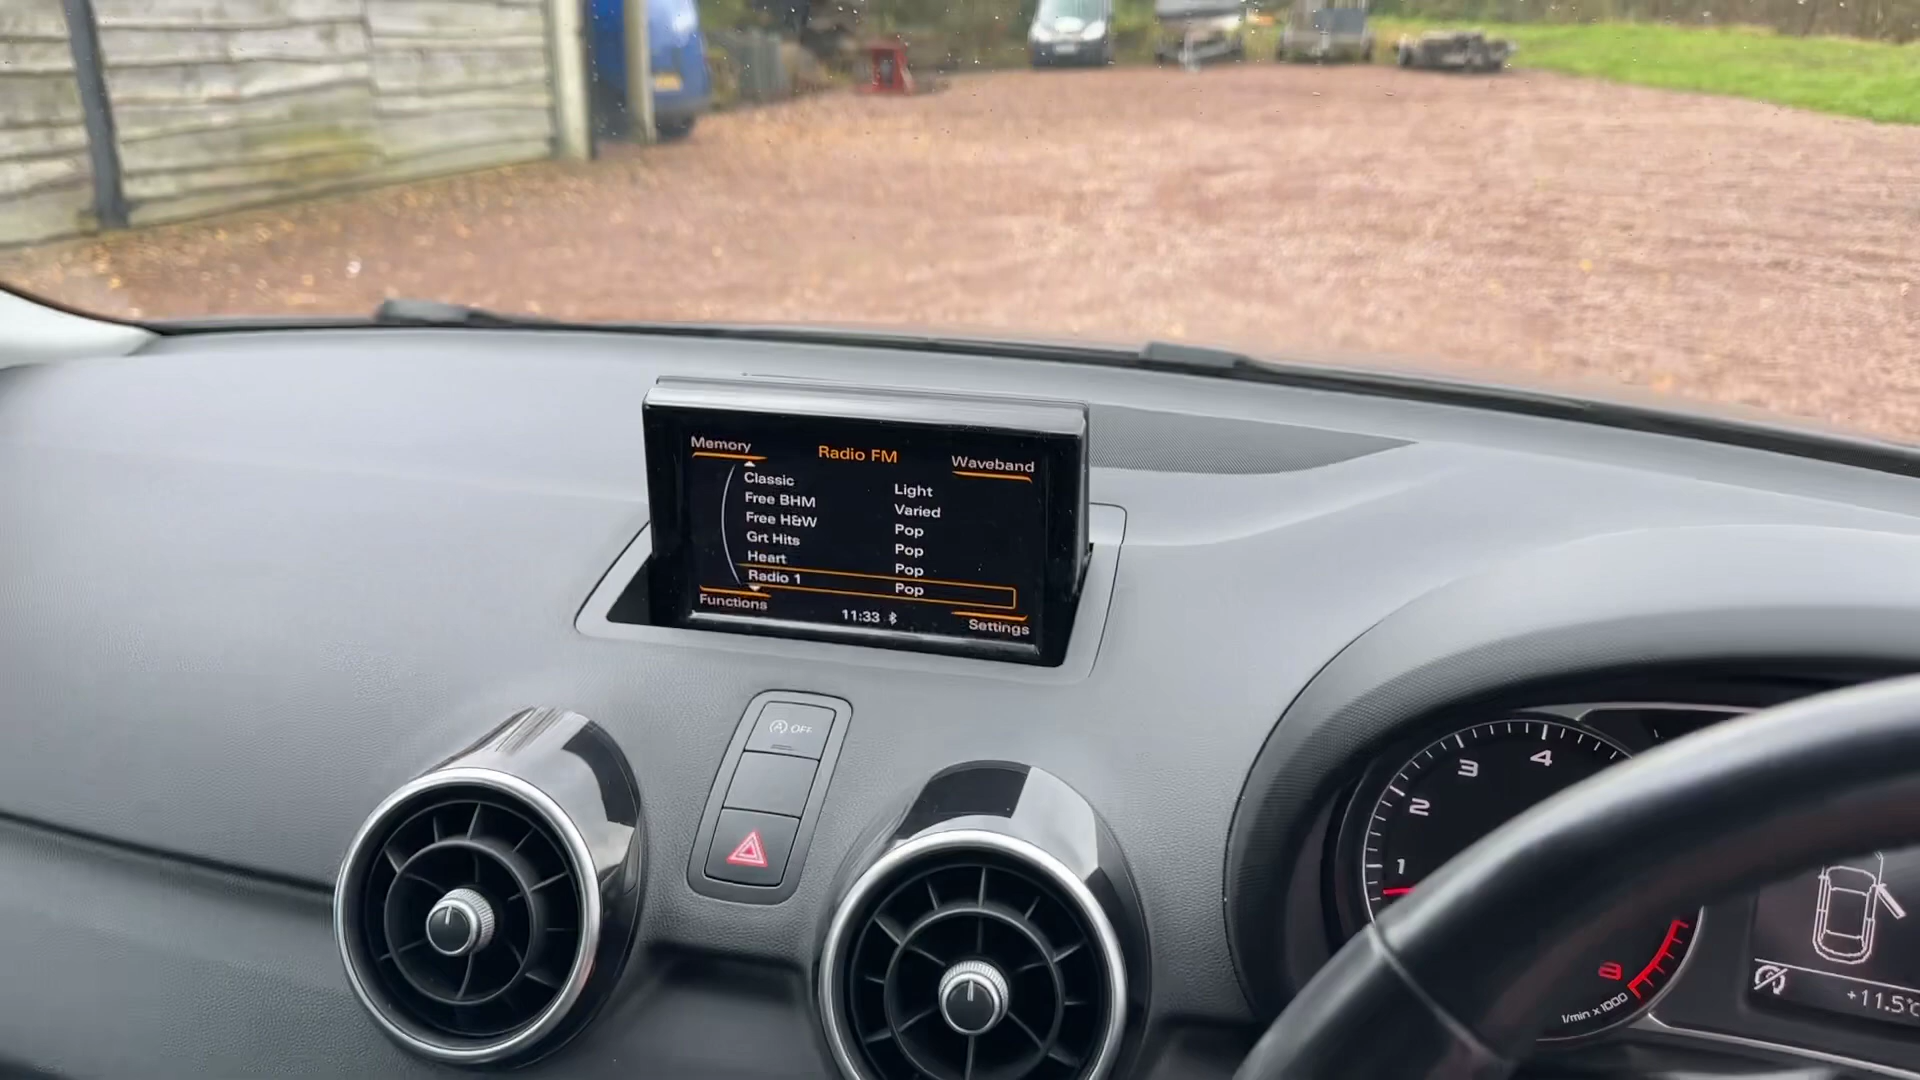 Memory Radio FM Waveband
Classic Light
Free BHM Varied
Free H&W Pop
Grt Hits Pop
Heart Pop
Radio 1 Pop
Functions 11:33 Settings
A OFF
4
3
2
1
8
1/min x 1000
+11.5°C